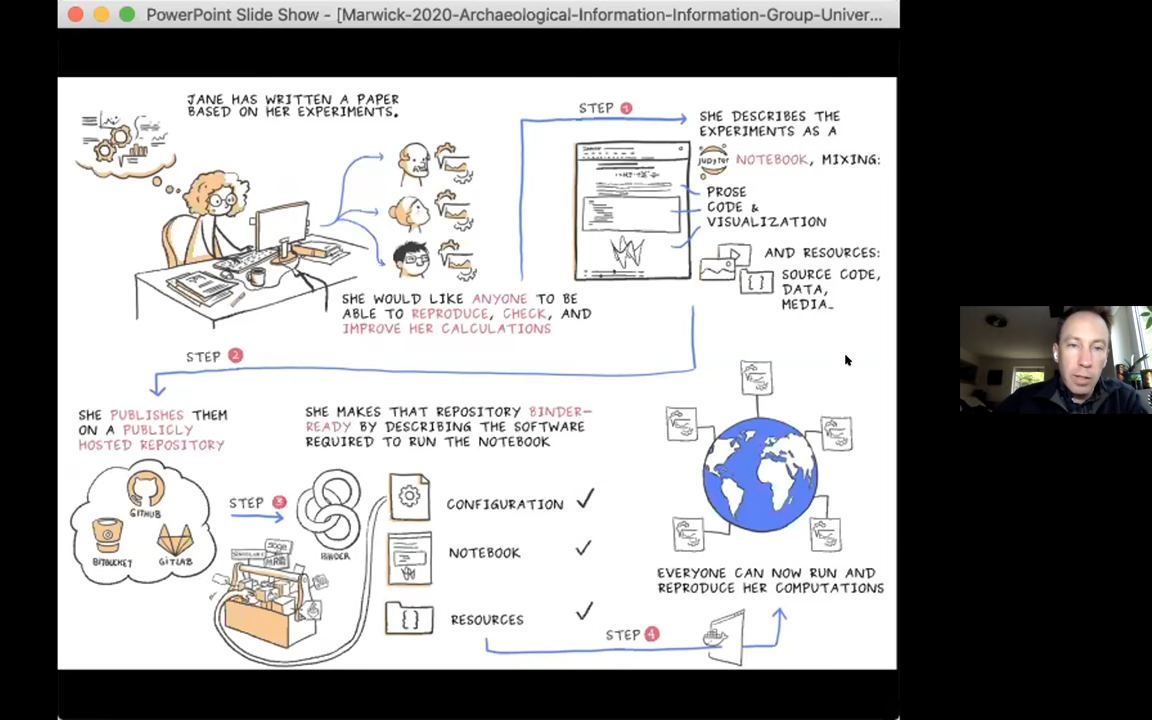 PowerPoint Slide Show - [Marwick-2020-Archaeological-Information-Information-Group-Univer...
JANE HAS WRITTEN A PAPER
BASED ON HER EXPERIMENTS.
SHE WOULD LIKE ANYONE TO BE
ABLE TO REPRODUCE, CHECK, AND
IMPROVE HER CALCULATIONS
STEP 1
SHE DESCRIBES THE
EXPERIMENTS AS A
jupyter NOTEBOOK, MIXING:
PROSE
CODE &
VISUALIZATION
AND RESOURCES:
SOURCE CODE,
DATA,
MEDIA...
STEP 2
SHE PUBLISHES THEM
ON A PUBLICLY
HOSTED REPOSITORY
GITHUB
BITBUCKET
GITLAB
STEP 3
SHE MAKES THAT REPOSITORY BINDER-
READY BY DESCRIBING THE SOFTWARE
REQUIRED TO RUN THE NOTEBOOK
BINDER
CONFIGURATION
NOTEBOOK
RESOURCES
STEP 4
EVERYONE CAN NOW RUN AND
REPRODUCE HER COMPUTATIONS